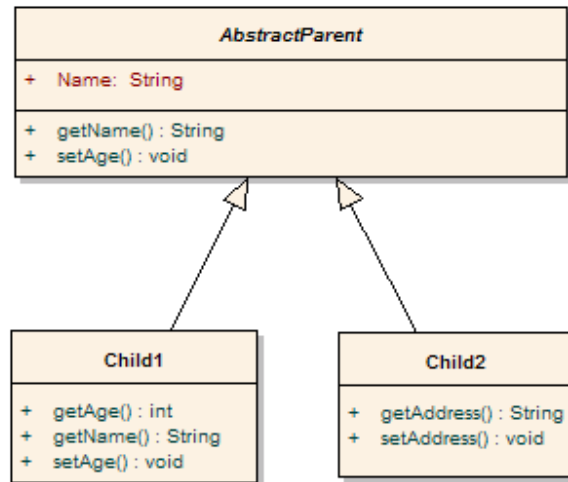 AbstractParent
+ Name: String
+ getName() : String
+ setAge() : void
Child1
+ getAge() : int
+ getName() : String
+ setAge() : void
Child2
+ getAddress() : String
+ setAddress() : void